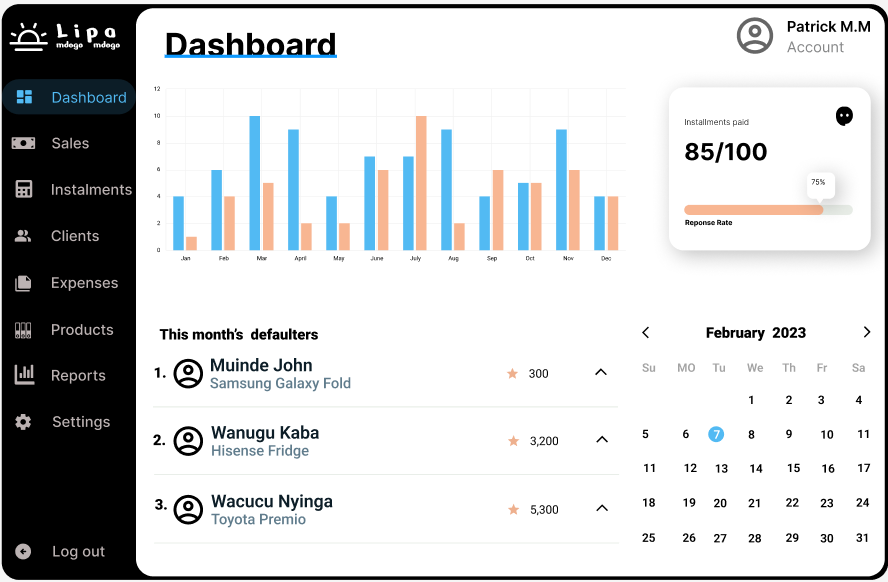 Lipa
mdogo mdogo
Dashboard
Sales
Instalments
Clients
Expenses
Products
Reports
Settings
Log out
Dashboard
Patrick M.M
Account
12
10
8
6
4
2
0
Jan Feb Mar April May June July Aug Sep Oct Nov Dec
Installments paid
85/100
75%
Reponse Rate
This month's defaulters
1. Muinde John 300
Samsung Galaxy Fold
2. Wanugu Kaba 3,200
Hisense Fridge
3. Wacucu Nyinga 5,300
Toyota Premio
February 2023
Su MO Tu We Th Fr Sa
1 2 3 4
5 6 7 8 9 10 11
11 12 13 14 15 16 17
18 19 20 21 22 23 24
25 26 27 28 29 30 31